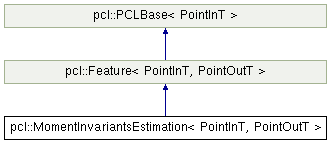 pcl::PCLBase< PointInT >
pcl::Feature< PointInT, PointOutT >
pcl::MomentInvariantsEstimation< PointInT, PointOutT >